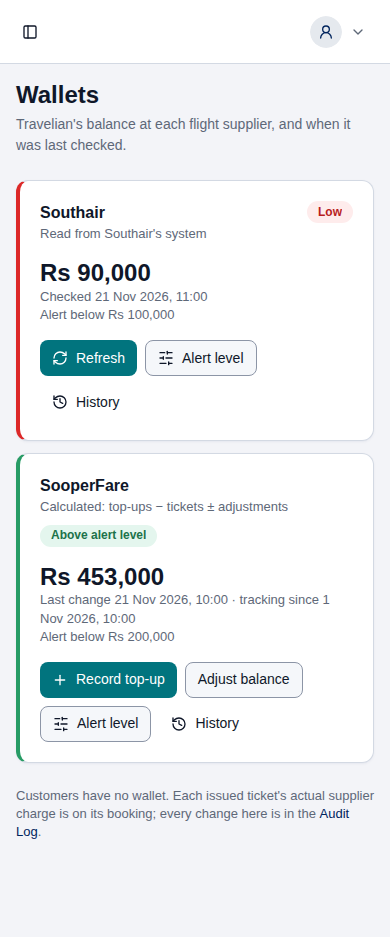 Wallets
Travelian's balance at each flight supplier, and when it
was last checked.
Southair
Low
Read from Southair's system
Rs 90,000
Checked 21 Nov 2026, 11:00
Alert below Rs 100,000
Refresh
Alert level
History
SooperFare
Calculated: top-ups − tickets ± adjustments
Above alert level
Rs 453,000
Last change 21 Nov 2026, 10:00 · tracking since 1
Nov 2026, 10:00
Alert below Rs 200,000
Record top-up
Adjust balance
Alert level
History
Customers have no wallet. Each issued ticket's actual supplier
charge is on its booking; every change here is in the Audit
Log.